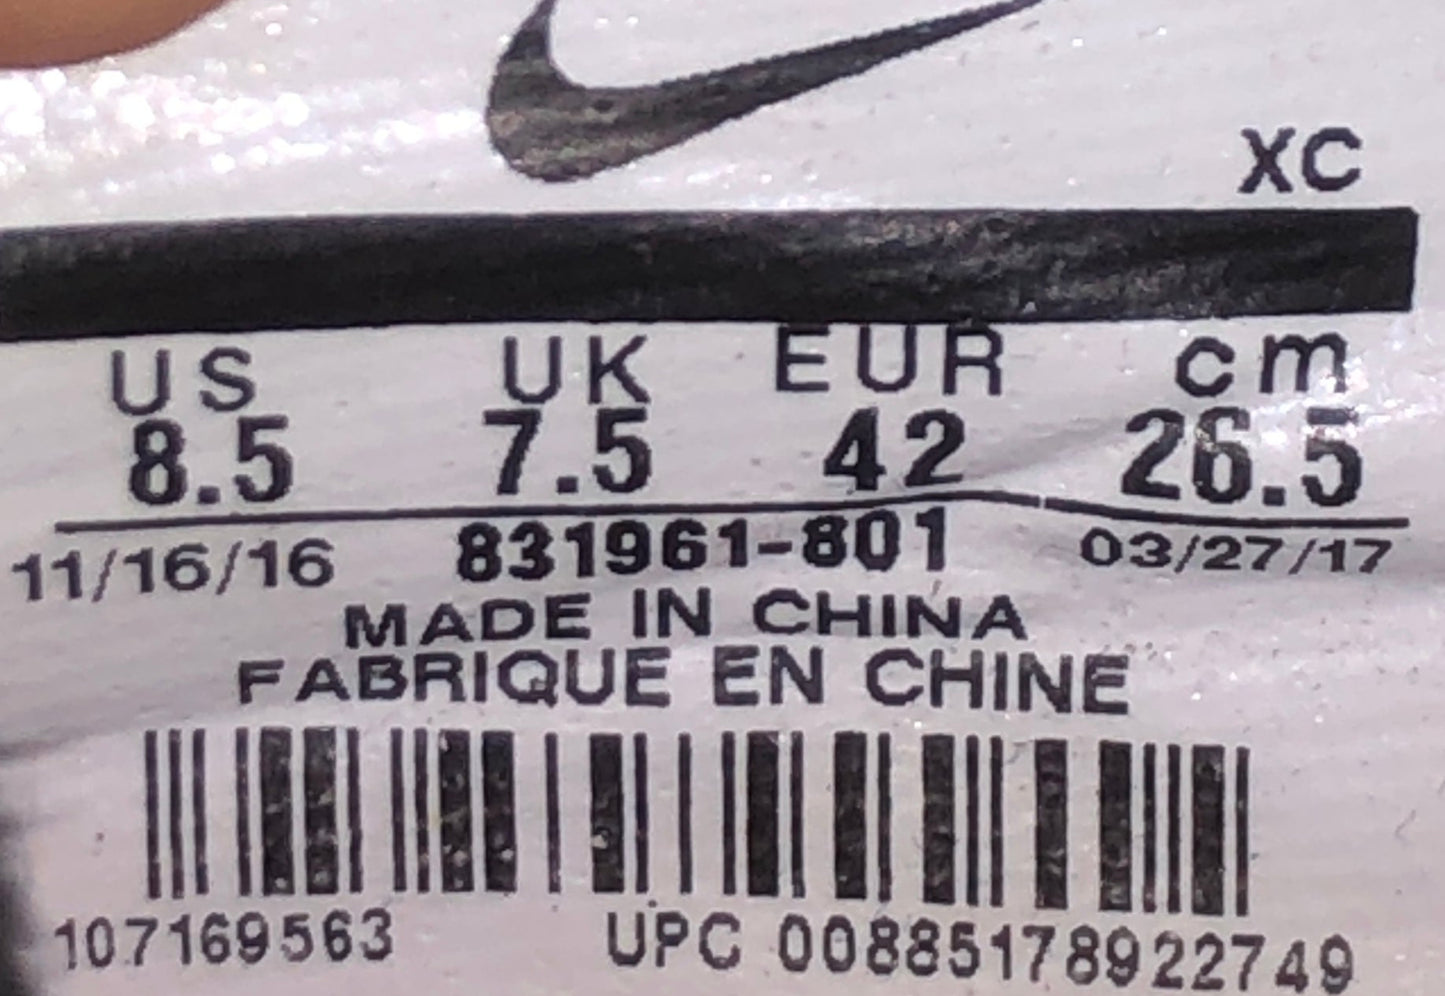 XC
US UK EUR cm
8.5 7.5 42 26.5
11/16/16 831961-801 03/27/17
MADE IN CHINA
FABRIQUE EN CHINE
107169563 UPC 00885178922749